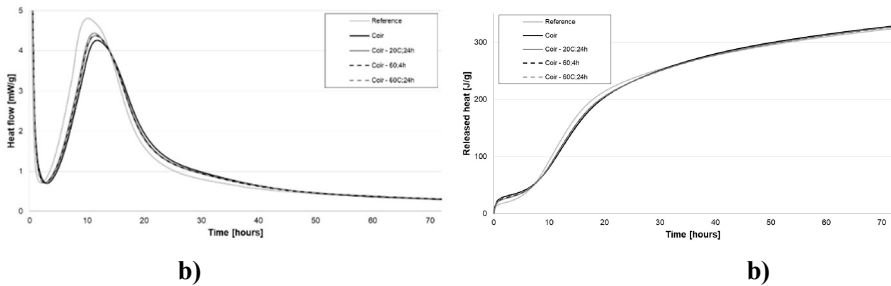 Heat flow [mW/g]
5
4
3
2
1
0
0 10 20 30 40 50 60 70
Time [hours]
Reference
Coir
Coir - 20C;24h
Coir - 60;4h
Coir - 60C;24h
b)
Released heat [J/g]
300
200
100
0
0 10 20 30 40 50 60 70
Time [hours]
Reference
Coir
Coir - 20C;24h
Coir - 60;4h
Coir - 60C;24h
b)